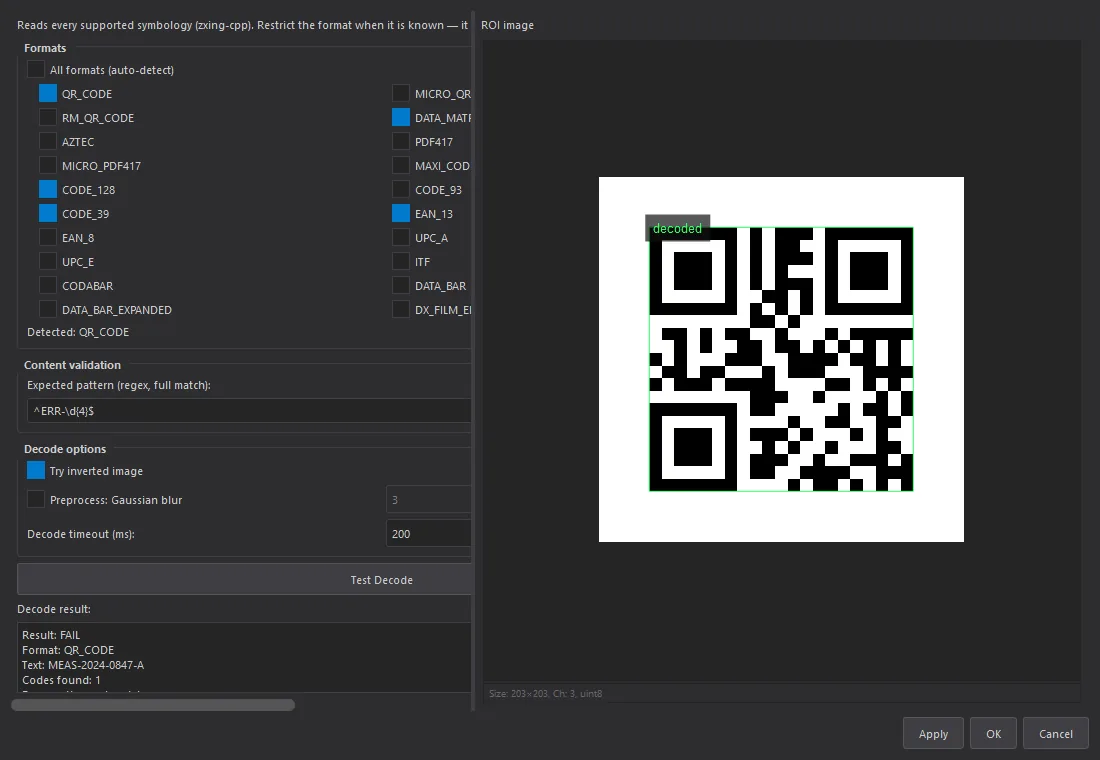 Reads every supported symbology (zxing-cpp). Restrict the format when it is known — it
Formats
All formats (auto-detect)
QR_CODE
MICRO_QR
RM_QR_CODE
DATA_MATR
AZTEC
PDF417
MICRO_PDF417
MAXI_COD
CODE_128
CODE_93
CODE_39
EAN_13
EAN_8
UPC_A
UPC_E
ITF
CODABAR
DATA_BAR
DATA_BAR_EXPANDED
DX_FILM_E
Detected: QR_CODE
Content validation
Expected pattern (regex, full match):
^ERR-\d{4}$
Decode options
Try inverted image
Preprocess: Gaussian blur
3
Decode timeout (ms):
200
Test Decode
Decode result:
Result: FAIL
Format: QR_CODE
Text: MEAS-2024-0847-A
Codes found: 1
ROI image
decoded
Size: 203×203, Ch: 3, uint8
Apply
OK
Cancel